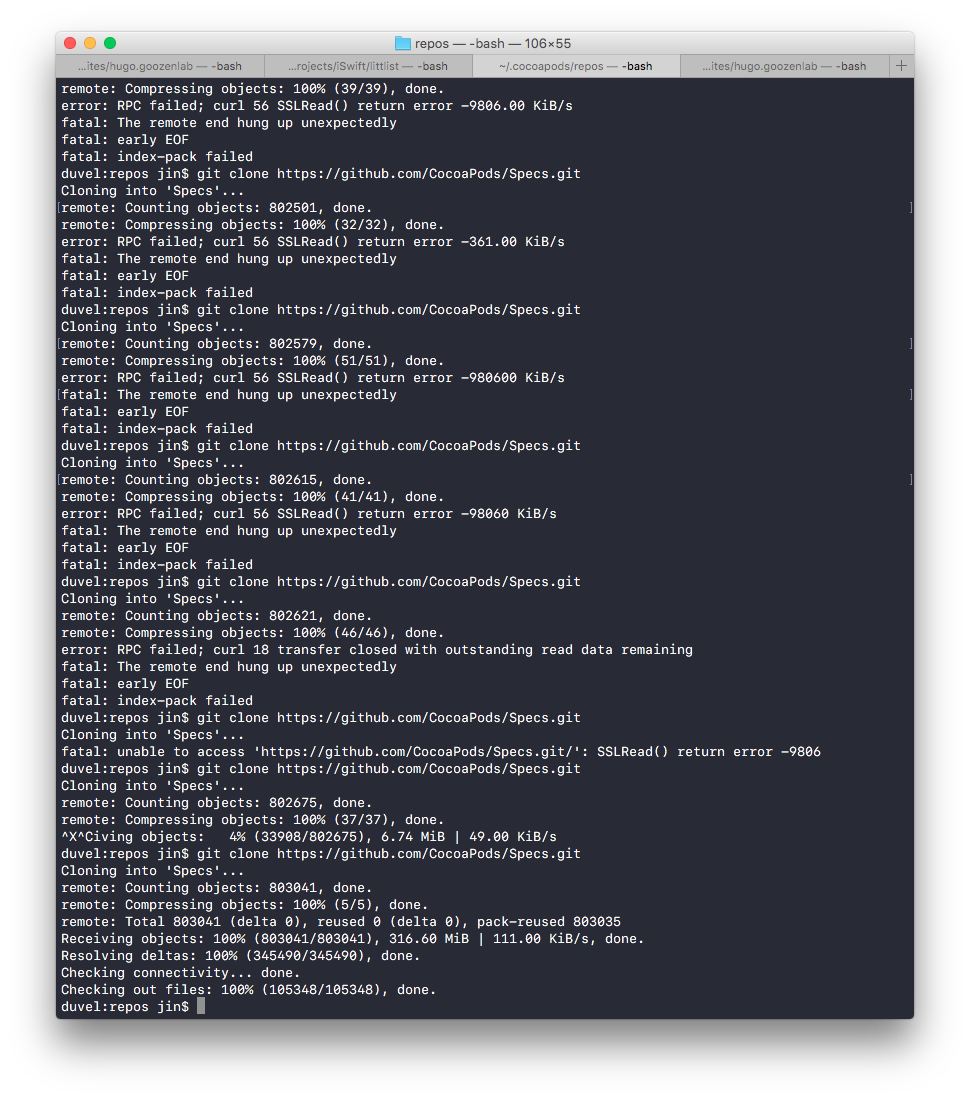 repos — -bash — 106×55
...ites/hugo.goozenlab — -bash ...rojects/iSwift/littlist — -bash ~/.cocoapods/repos — -bash ...ites/hugo.goozenlab — -bash +
remote: Compressing objects: 100% (39/39), done.
error: RPC failed; curl 56 SSLRead() return error -9806.00 KiB/s
fatal: The remote end hung up unexpectedly
fatal: early EOF
fatal: index-pack failed
duvel:repos jin$ git clone https://github.com/CocoaPods/Specs.git
Cloning into 'Specs'...
[remote: Counting objects: 802501, done. ]
remote: Compressing objects: 100% (32/32), done.
error: RPC failed; curl 56 SSLRead() return error -361.00 KiB/s
fatal: The remote end hung up unexpectedly
fatal: early EOF
fatal: index-pack failed
duvel:repos jin$ git clone https://github.com/CocoaPods/Specs.git
Cloning into 'Specs'...
[remote: Counting objects: 802579, done. ]
remote: Compressing objects: 100% (51/51), done.
error: RPC failed; curl 56 SSLRead() return error -980600 KiB/s
[fatal: The remote end hung up unexpectedly ]
fatal: early EOF
fatal: index-pack failed
duvel:repos jin$ git clone https://github.com/CocoaPods/Specs.git
Cloning into 'Specs'...
[remote: Counting objects: 802615, done. ]
remote: Compressing objects: 100% (41/41), done.
error: RPC failed; curl 56 SSLRead() return error -98060 KiB/s
fatal: The remote end hung up unexpectedly
fatal: early EOF
fatal: index-pack failed
duvel:repos jin$ git clone https://github.com/CocoaPods/Specs.git
Cloning into 'Specs'...
remote: Counting objects: 802621, done.
remote: Compressing objects: 100% (46/46), done.
error: RPC failed; curl 18 transfer closed with outstanding read data remaining
fatal: The remote end hung up unexpectedly
fatal: early EOF
fatal: index-pack failed
duvel:repos jin$ git clone https://github.com/CocoaPods/Specs.git
Cloning into 'Specs'...
fatal: unable to access 'https://github.com/CocoaPods/Specs.git/': SSLRead() return error -9806
duvel:repos jin$ git clone https://github.com/CocoaPods/Specs.git
Cloning into 'Specs'...
remote: Counting objects: 802675, done.
remote: Compressing objects: 100% (37/37), done.
^X^Civing objects:   4% (33908/802675), 6.74 MiB | 49.00 KiB/s
duvel:repos jin$ git clone https://github.com/CocoaPods/Specs.git
Cloning into 'Specs'...
remote: Counting objects: 803041, done.
remote: Compressing objects: 100% (5/5), done.
remote: Total 803041 (delta 0), reused 0 (delta 0), pack-reused 803035
Receiving objects: 100% (803041/803041), 316.60 MiB | 111.00 KiB/s, done.
Resolving deltas: 100% (345490/345490), done.
Checking connectivity... done.
Checking out files: 100% (105348/105348), done.
duvel:repos jin$